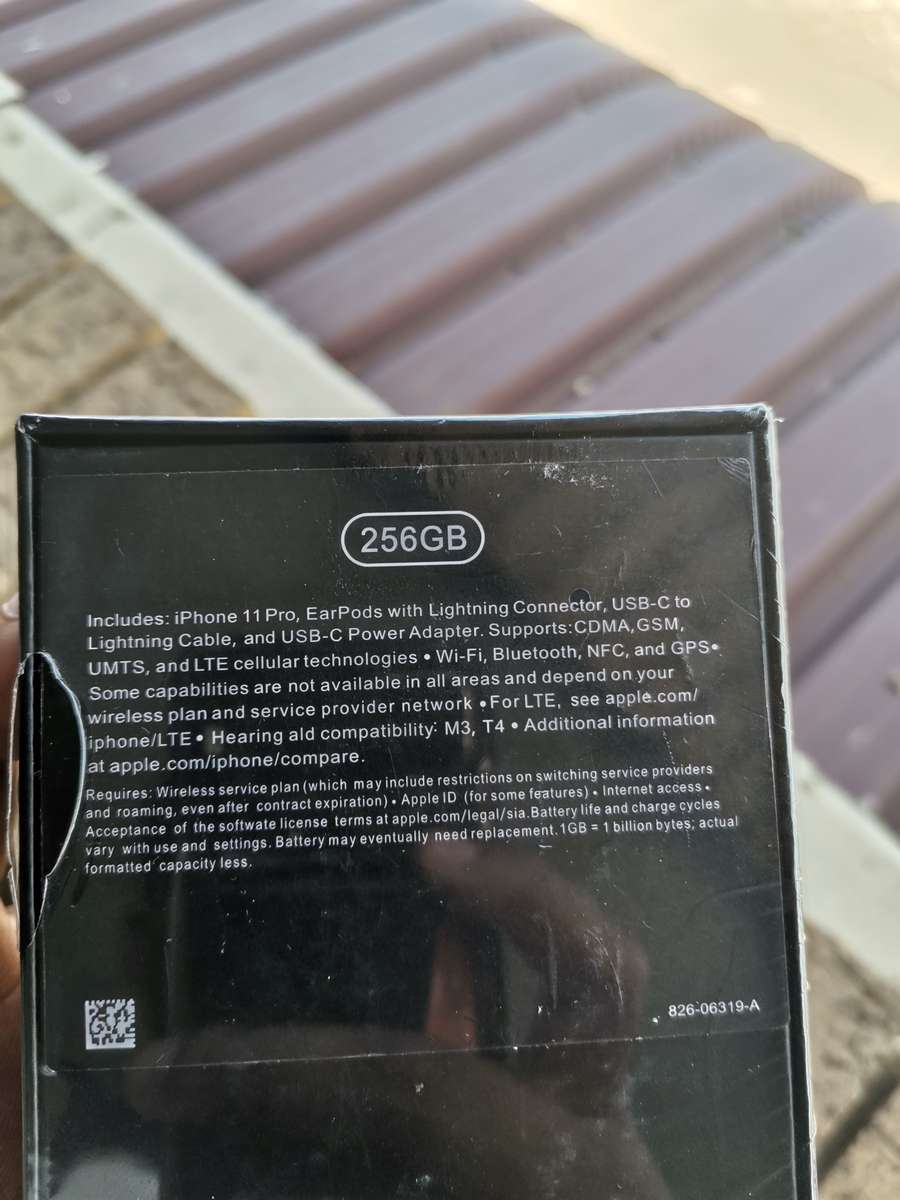 256GB
Includes: iPhone 11 Pro, EarPods with Lightning Connector, USB-C to
Lightning Cable, and USB-C Power Adapter. Supports:CDMA,GSM,
UMTS, and LTE cellular technologies • Wi-Fi, Bluetooth, NFC, and GPS•
Some capabilities are not available in all areas and depend on your
wireless plan and service provider network •For LTE, see apple.com/
iphone/LTE• Hearing ald compatibility: M3, T4 • Additional information
at apple.com/iphone/compare.
Requires: Wireless service plan (which may include restrictions on switching service providers
and roaming, even after contract expiration) • Apple ID (for some features) • Internet access •
Acceptance of the softwate license terms at apple.com/legal/sia.Battery life and charge cycles
vary with use and settings. Battery may eventually need replacement. 1GB = 1 billion bytes; actual
formatted capacity less.
826-06319-A